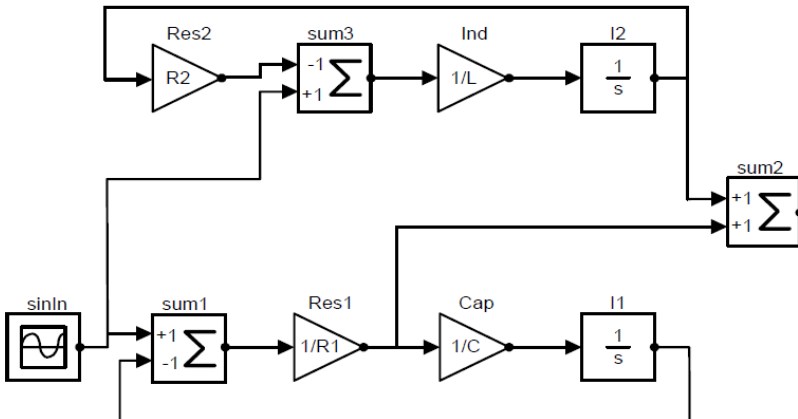 Res2
sum3
Ind
I2
R2
-1
+1
Σ
1/L
1
s
sum2
+1
+1
Σ
sinIn
sum1
Res1
Cap
I1
+1
-1
Σ
1/R1
1/C
1
s